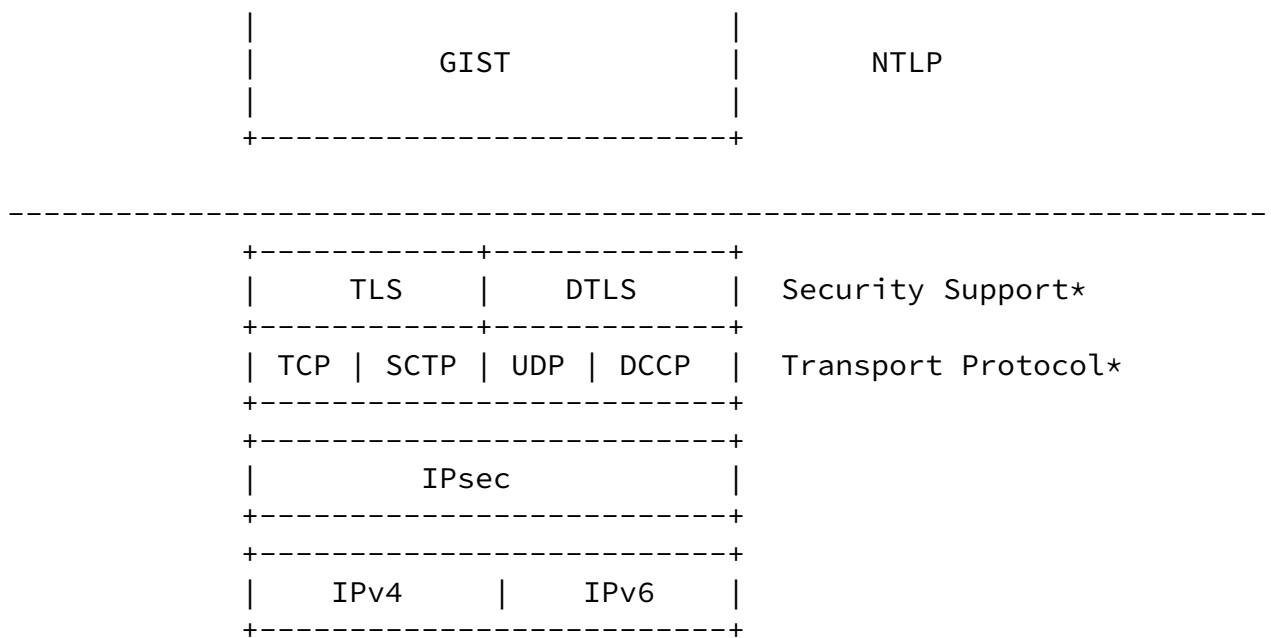 GIST NTLP
TLS | DTLS | Security Support*
| TCP | SCTP | UDP | DCCP | Transport Protocol*
IPsec
IPv4 | IPv6